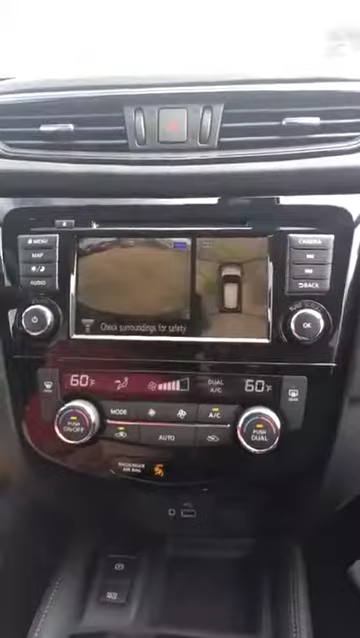 MENU
CAMERA
MAP
AUDIO
BACK
OK
Check surroundings for safety
60°F
DUAL
A/C
60°F
PUSH
ON/OFF
MODE
A/C
AUTO
PUSH
DUAL
PASSENGER
AIR BAG